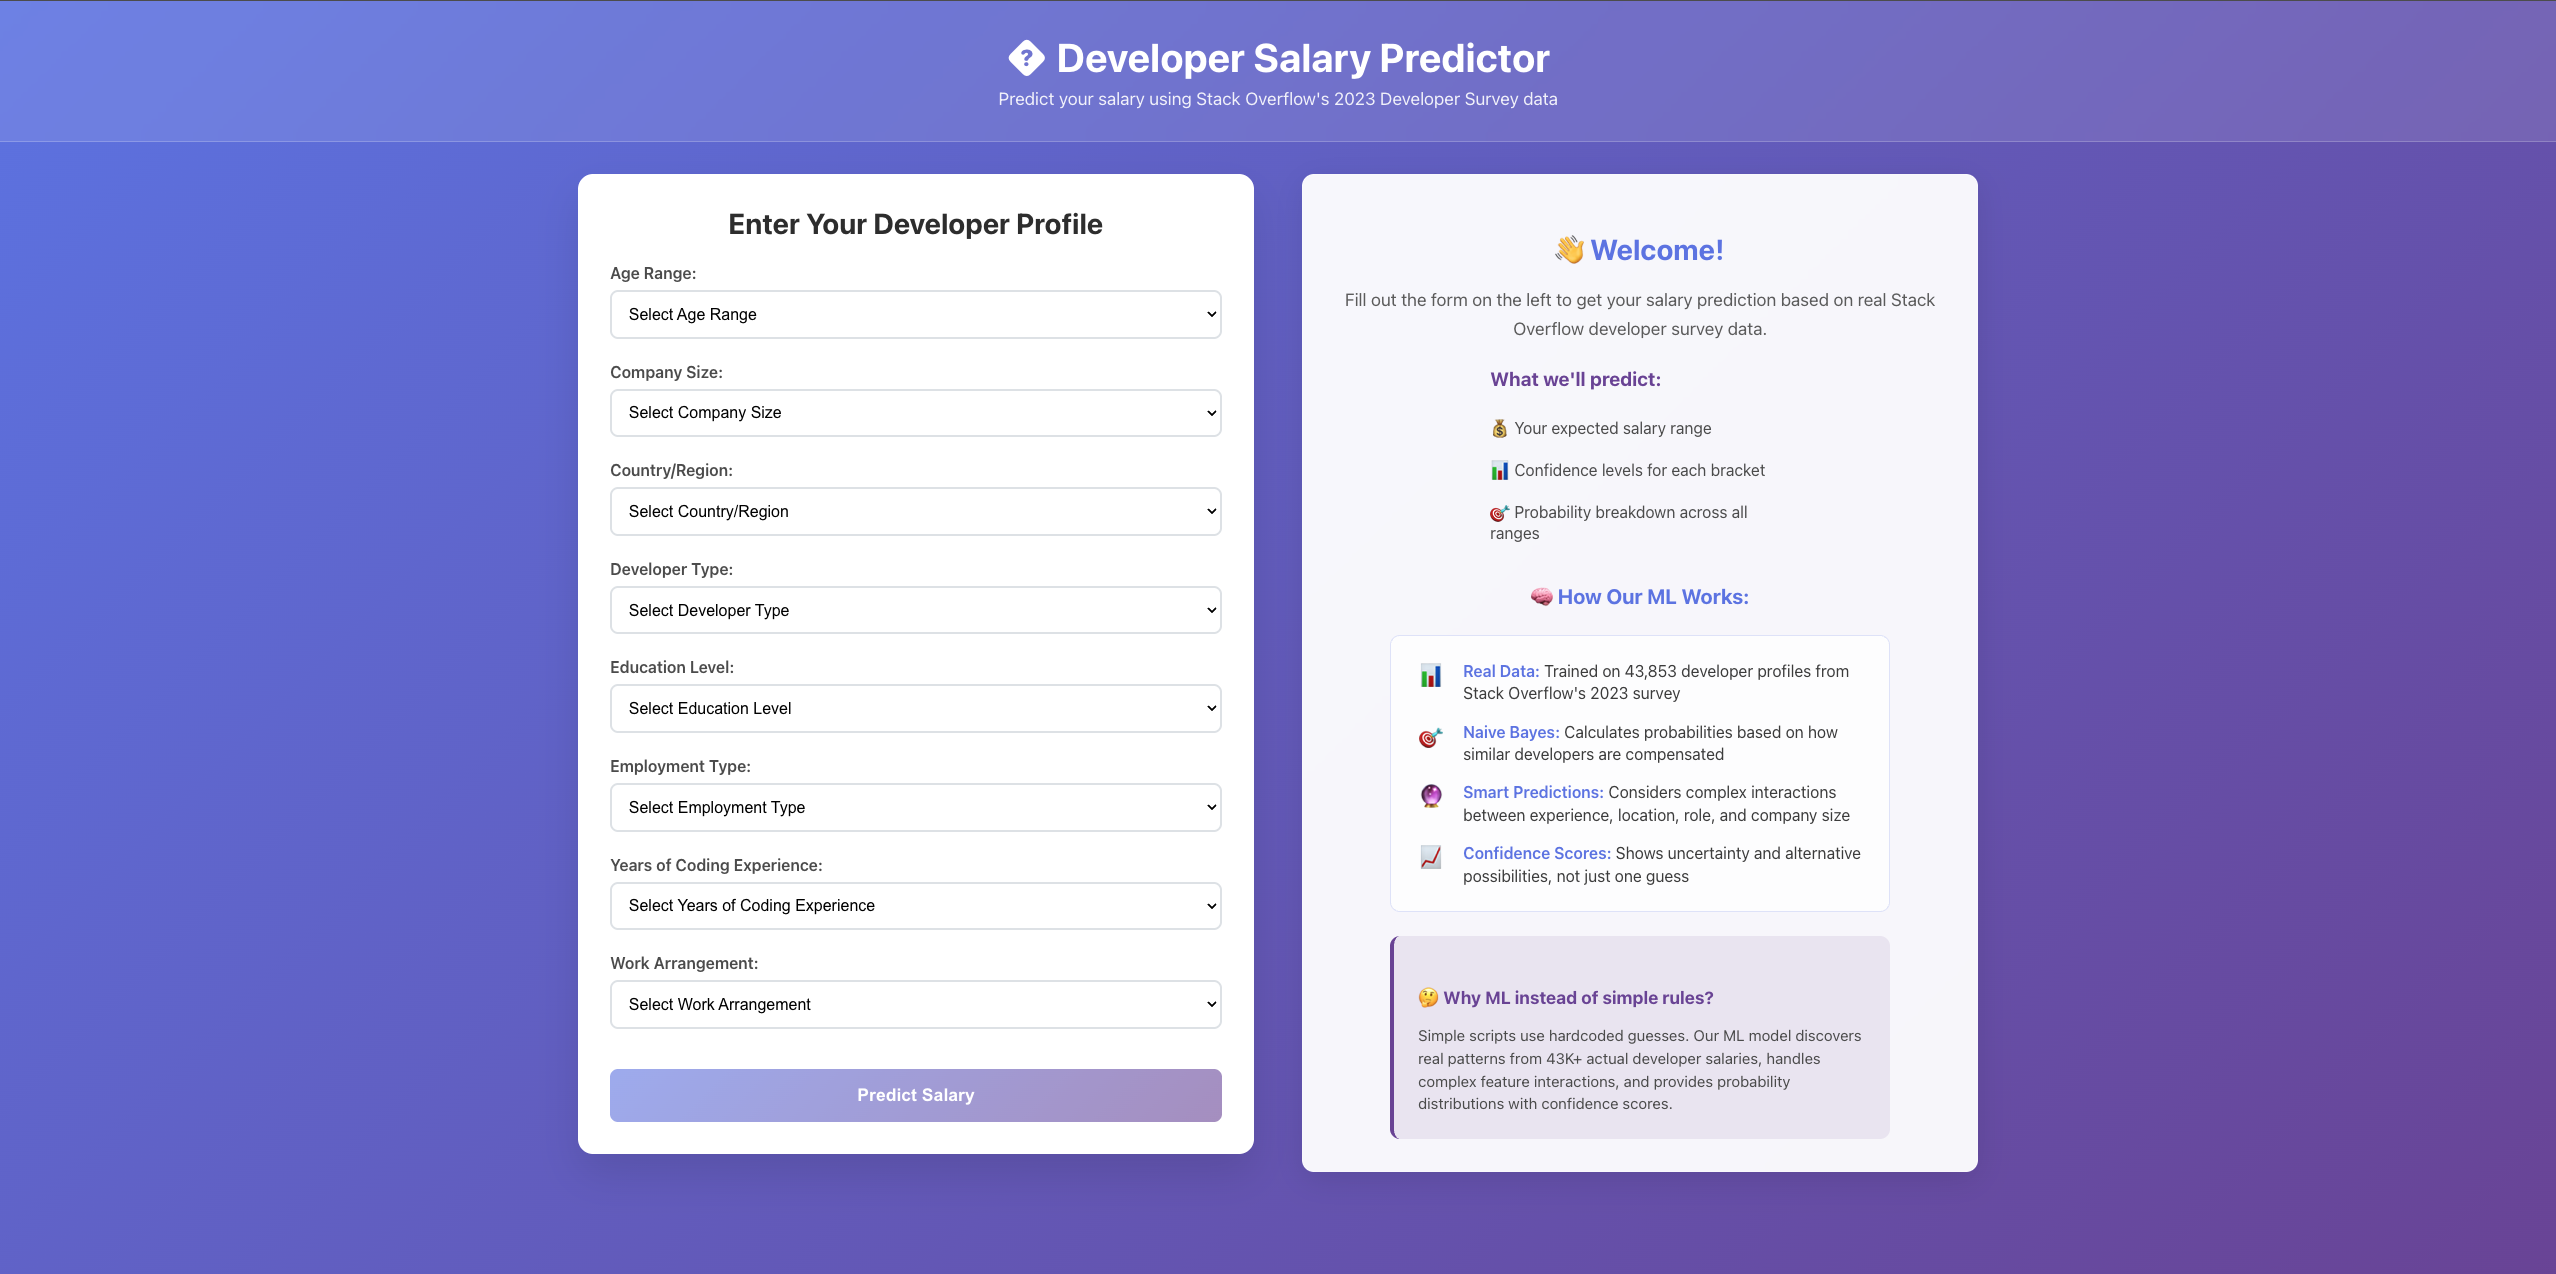 Developer Salary Predictor
Predict your salary using Stack Overflow's 2023 Developer Survey data
Enter Your Developer Profile
Age Range:
Select Age Range
Company Size:
Select Company Size
Country/Region:
Select Country/Region
Developer Type:
Select Developer Type
Education Level:
Select Education Level
Employment Type:
Select Employment Type
Years of Coding Experience:
Select Years of Coding Experience
Work Arrangement:
Select Work Arrangement
Predict Salary
👋 Welcome!
Fill out the form on the left to get your salary prediction based on real Stack
Overflow developer survey data.
What we'll predict:
💰 Your expected salary range
📊 Confidence levels for each bracket
🎯 Probability breakdown across all
ranges
🧠 How Our ML Works:
📊 Real Data: Trained on 43,853 developer profiles from
Stack Overflow's 2023 survey
🎯 Naive Bayes: Calculates probabilities based on how
similar developers are compensated
🔮 Smart Predictions: Considers complex interactions
between experience, location, role, and company size
📈 Confidence Scores: Shows uncertainty and alternative
possibilities, not just one guess
🤔 Why ML instead of simple rules?
Simple scripts use hardcoded guesses. Our ML model discovers
real patterns from 43K+ actual developer salaries, handles
complex feature interactions, and provides probability
distributions with confidence scores.